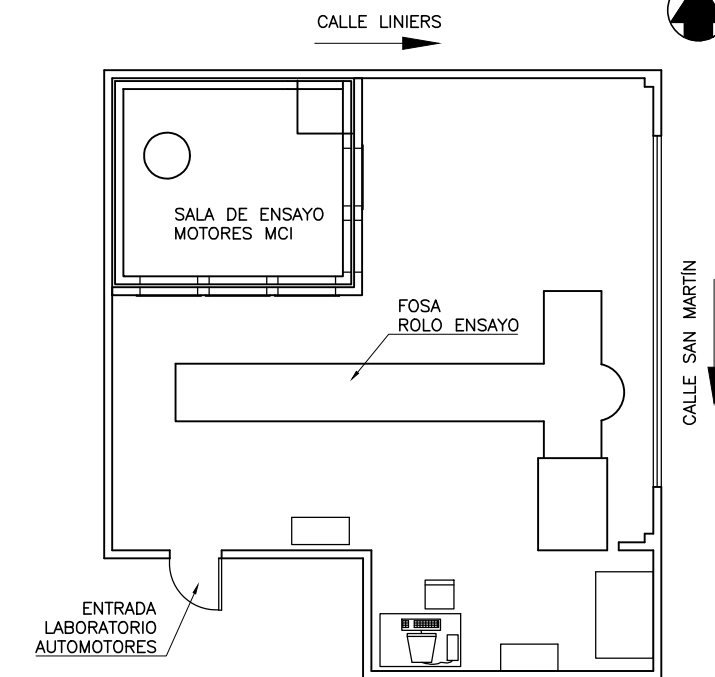 CALLE LINIERS
SALA DE ENSAYO
MOTORES MCI
FOSA
ROLO ENSAYO
CALLE SAN MARTÍN
ENTRADA
LABORATORIO
AUTOMOTORES